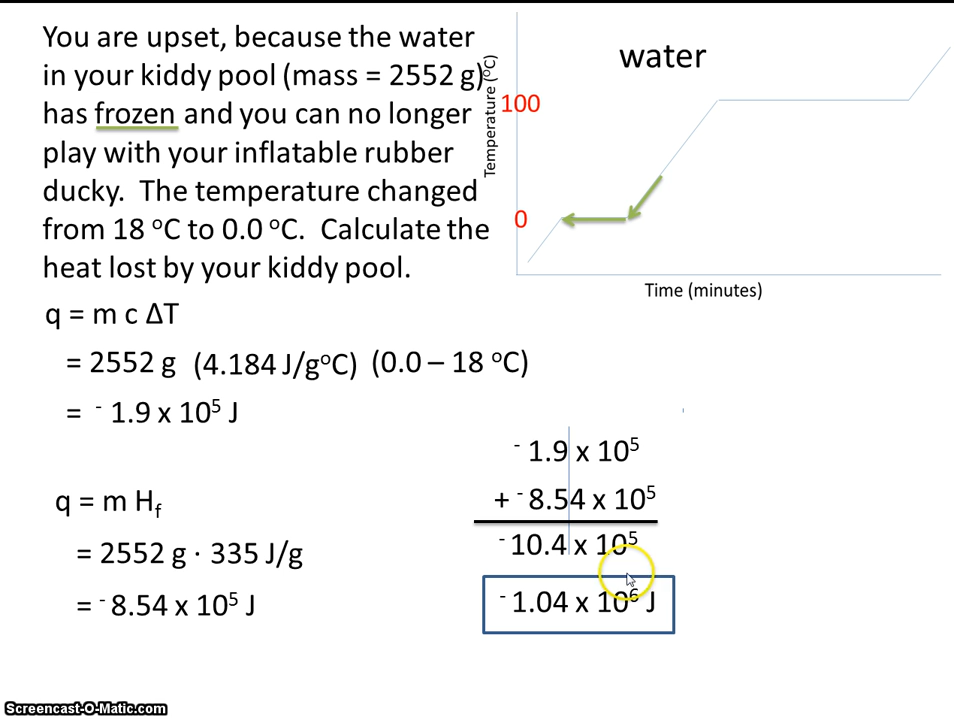 You are upset, because the water
in your kiddy pool (mass = 2552 g)
has frozen and you can no longer
play with your inflatable rubber
ducky. The temperature changed
from 18 ᵒC to 0.0 ᵒC. Calculate the
heat lost by your kiddy pool.
water
Temperature (ᵒC)
100
0
Time (minutes)
q = m c ΔT
= 2552 g (4.184 J/gᵒC) (0.0 – 18 ᵒC)
= ⁻ 1.9 x 10⁵ J
q = m H_f
= 2552 g · 335 J/g
= ⁻ 8.54 x 10⁵ J
⁻ 1.9 x 10⁵
+ ⁻ 8.54 x 10⁵
⁻ 10.4 x 10⁵
⁻ 1.04 x 10⁶ J
Screencast-O-Matic.com